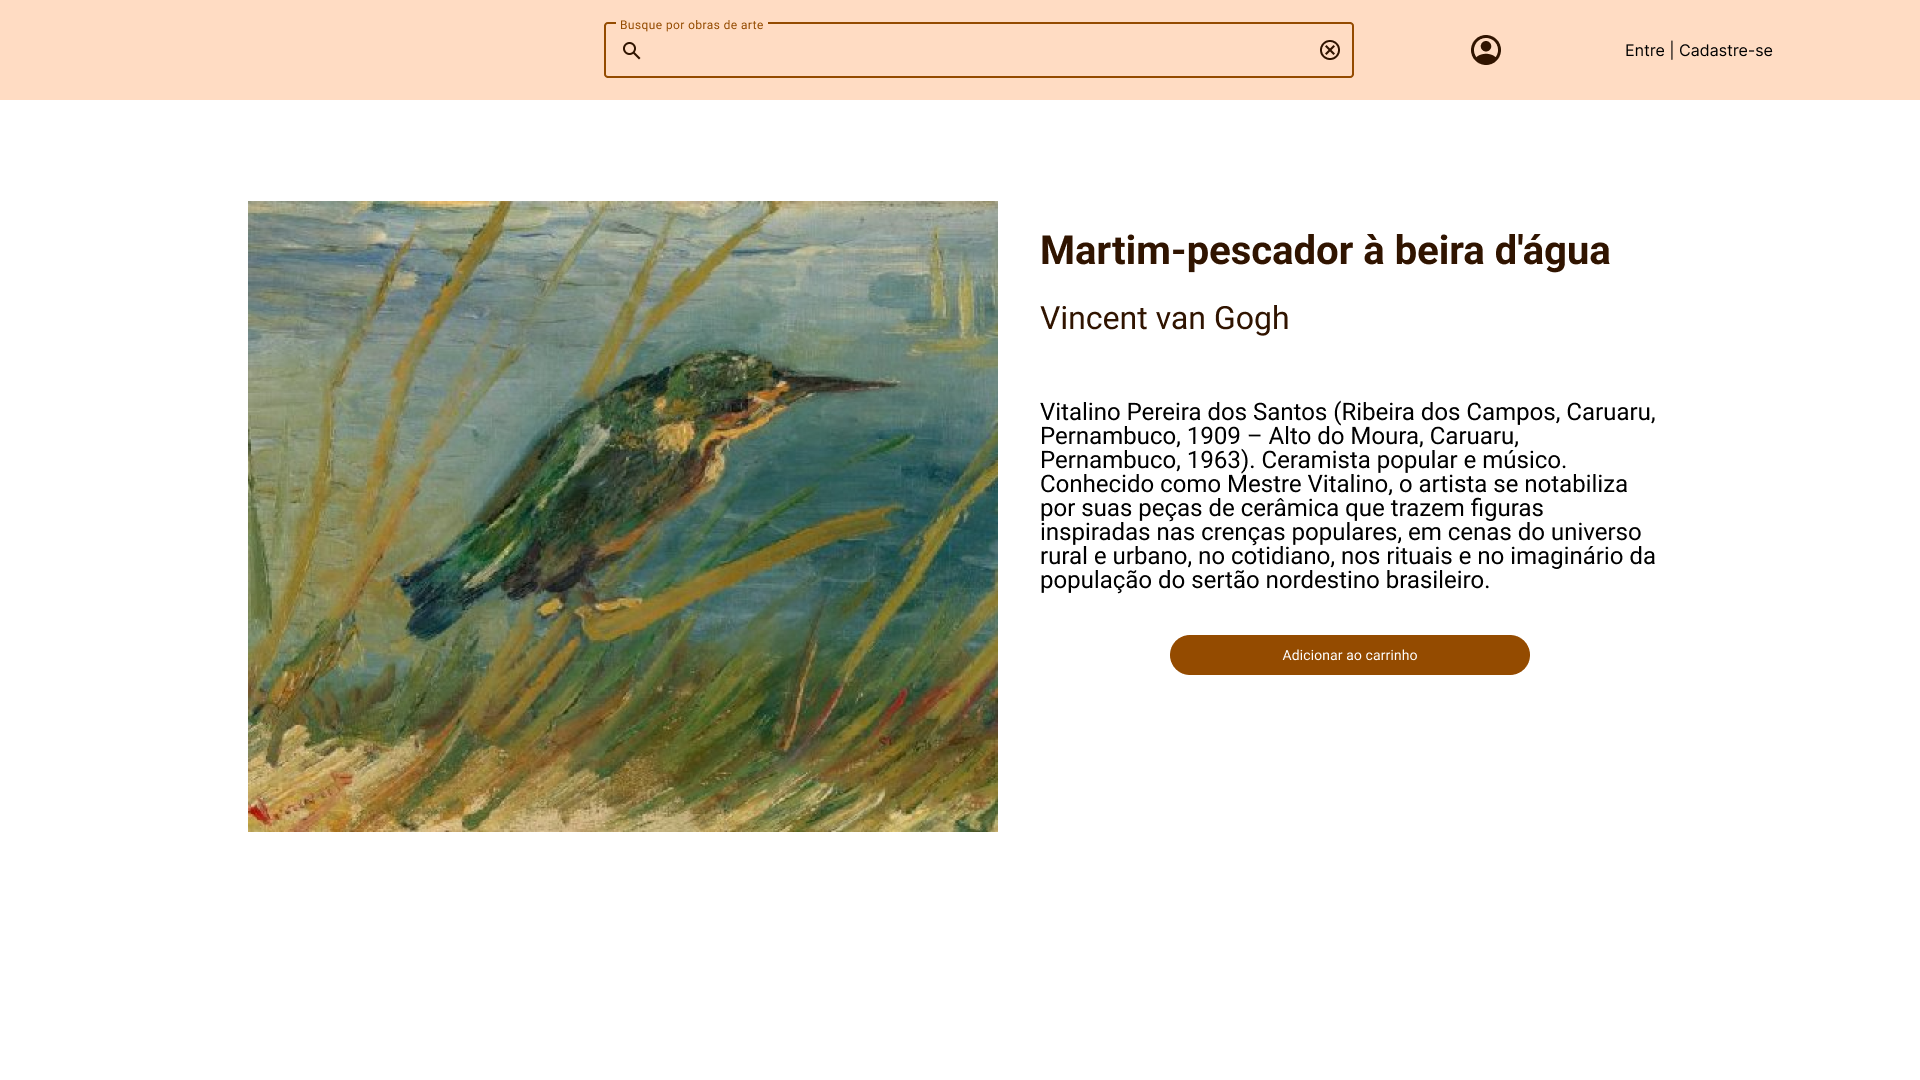 Busque por obras de arte
Entre | Cadastre-se
Martim-pescador à beira d'água
Vincent van Gogh
Vitalino Pereira dos Santos (Ribeira dos Campos, Caruaru,
Pernambuco, 1909 – Alto do Moura, Caruaru,
Pernambuco, 1963). Ceramista popular e músico.
Conhecido como Mestre Vitalino, o artista se notabiliza
por suas peças de cerâmica que trazem figuras
inspiradas nas crenças populares, em cenas do universo
rural e urbano, no cotidiano, nos rituais e no imaginário da
população do sertão nordestino brasileiro.
Adicionar ao carrinho